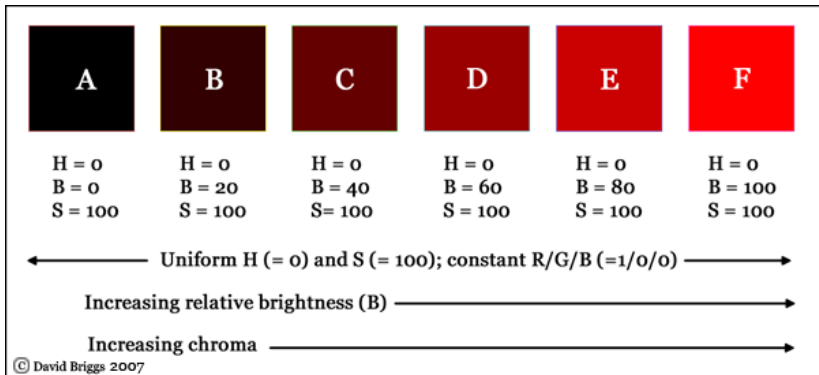 A B C D E F
H = 0 H = 0 H = 0 H = 0 H = 0 H = 0
B = 0 B = 20 B = 40 B = 60 B = 80 B = 100
S = 100 S = 100 S= 100 S = 100 S = 100 S = 100
Uniform H (= 0) and S (= 100); constant R/G/B (=1/0/0)
Increasing relative brightness (B)
Increasing chroma
© David Briggs 2007